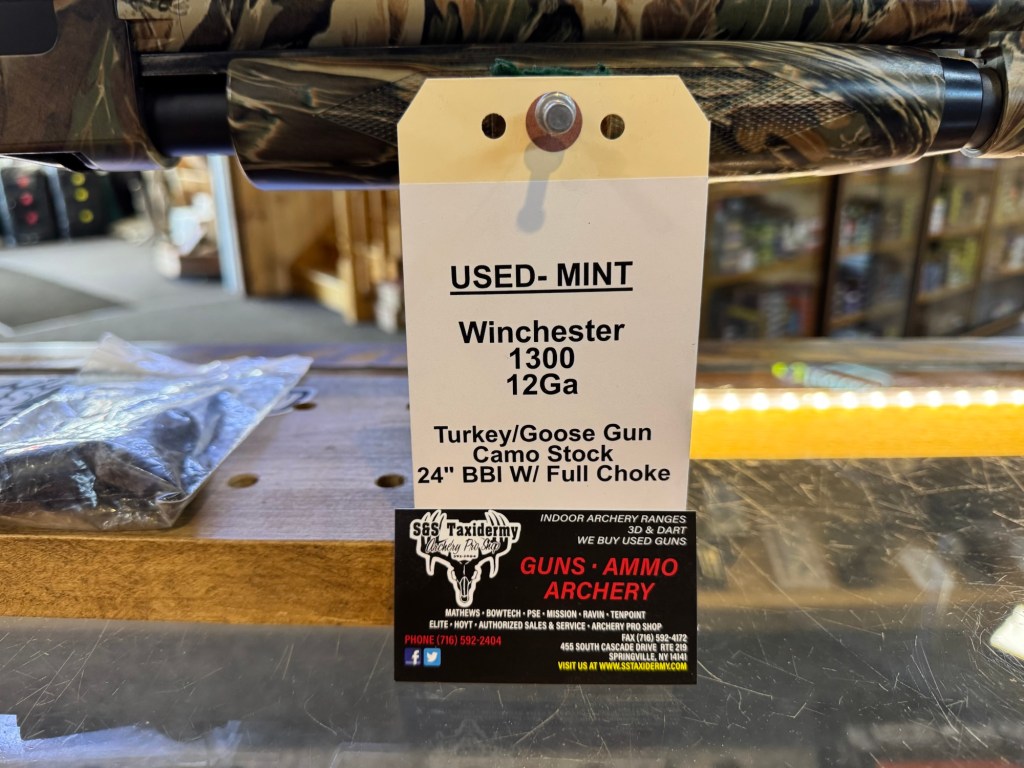 USED- MINT
Winchester
1300
12Ga
Turkey/Goose Gun
Camo Stock
24" BBl W/ Full Choke
S&S Taxidermy
Archery Pro Shop
INDOOR ARCHERY RANGES
3D & DART
WE BUY USED GUNS
GUNS · AMMO
ARCHERY
MATHEWS · BOWTECH · PSE · MISSION · RAVIN · TENPOINT
ELITE · HOYT · AUTHORIZED SALES & SERVICE · ARCHERY PRO SHOP
PHONE (716) 592-2404
FAX (716) 592-4172
455 SOUTH CASCADE DRIVE RTE 219
SPRINGVILLE, NY 14141
VISIT US AT WWW.SSTAXIDERMY.COM